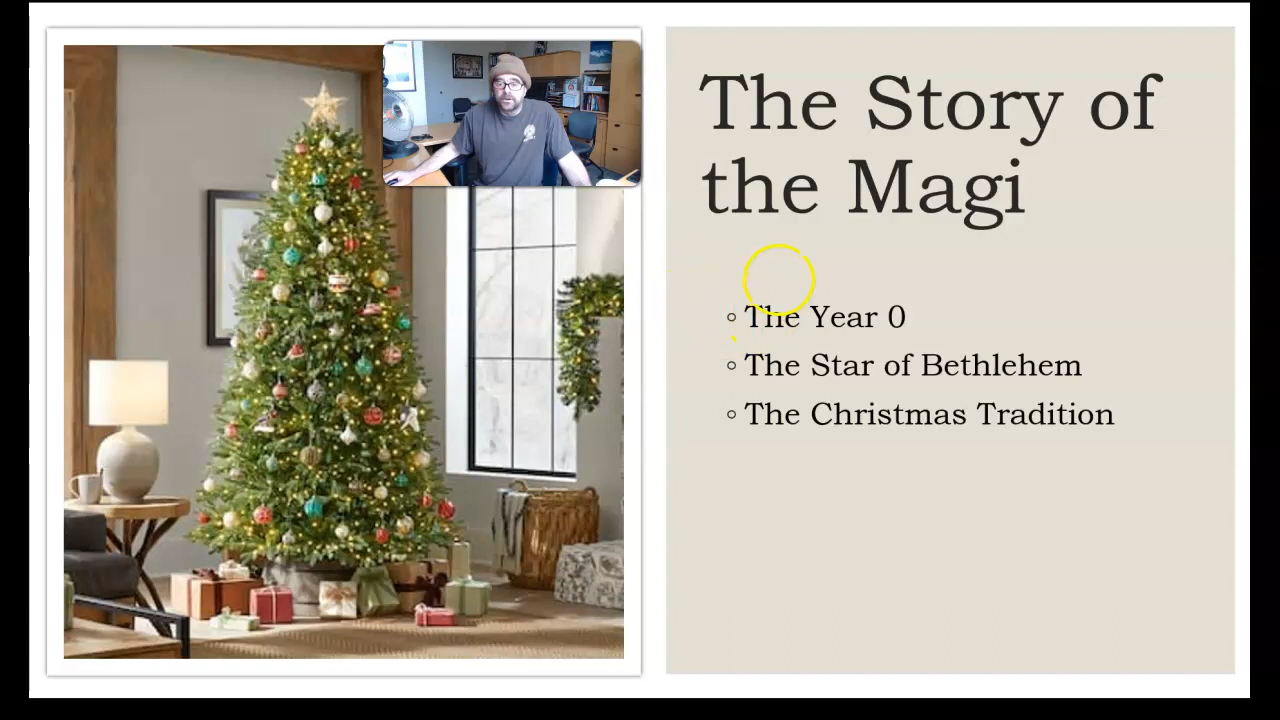 The Story of
the Magi
◦ The Year 0
◦ The Star of Bethlehem
◦ The Christmas Tradition